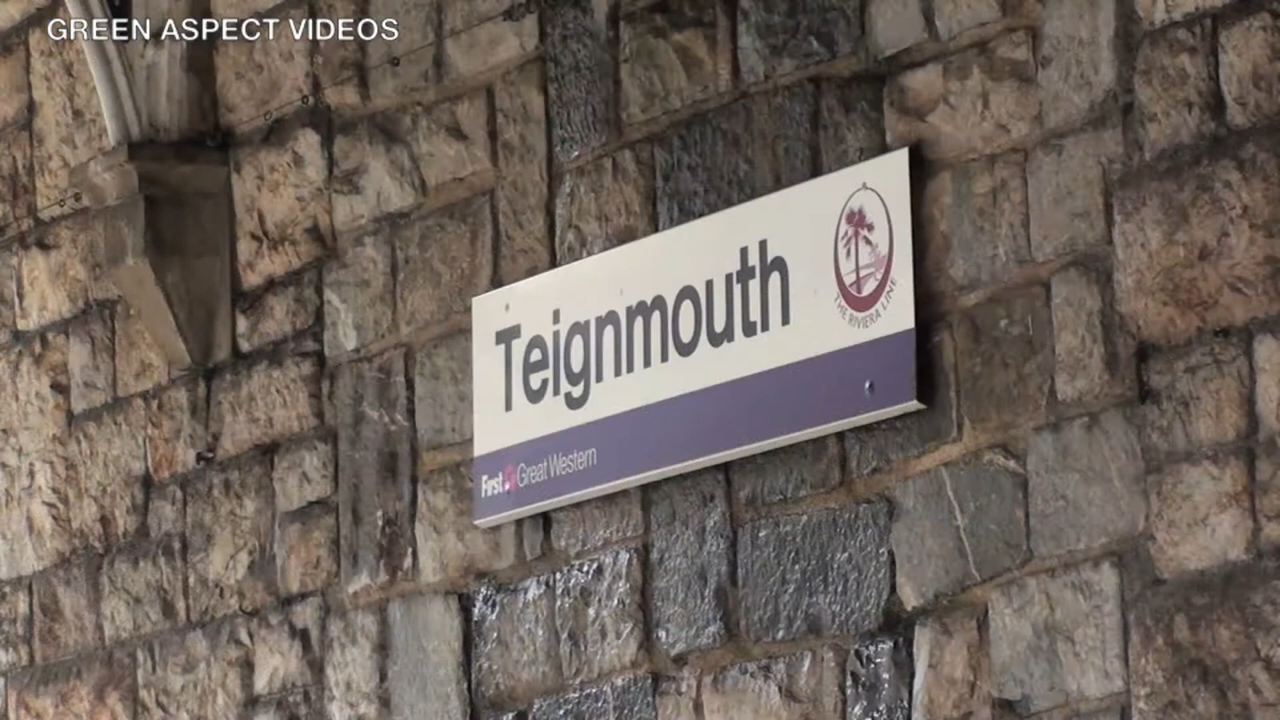 GREEN ASPECT VIDEOS
Teignmouth
THE RIVIERA LINE
First Great Western